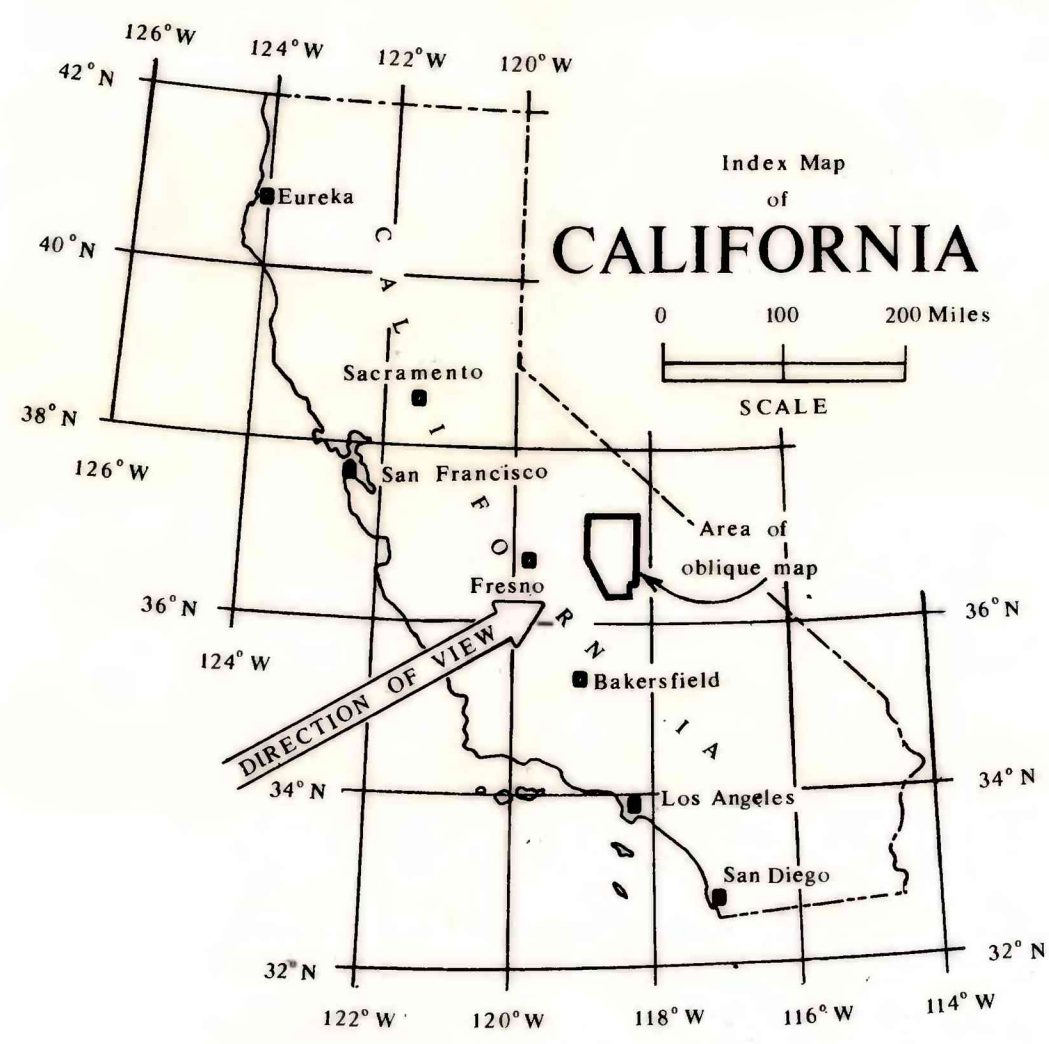 126°W 124°W 122°W 120°W
42°N
Index Map
of
CALIFORNIA
Eureka
40°N
0 100 200 Miles
SCALE
Sacramento
38°N
126°W
San Francisco
CALIFORNIA
Area of
oblique map
Fresno
36°N 36°N
124°W
DIRECTION OF VIEW
Bakersfield
34°N 34°N
Los Angeles
San Diego
32°N 32°N
122°W 120°W 118°W 116°W 114°W